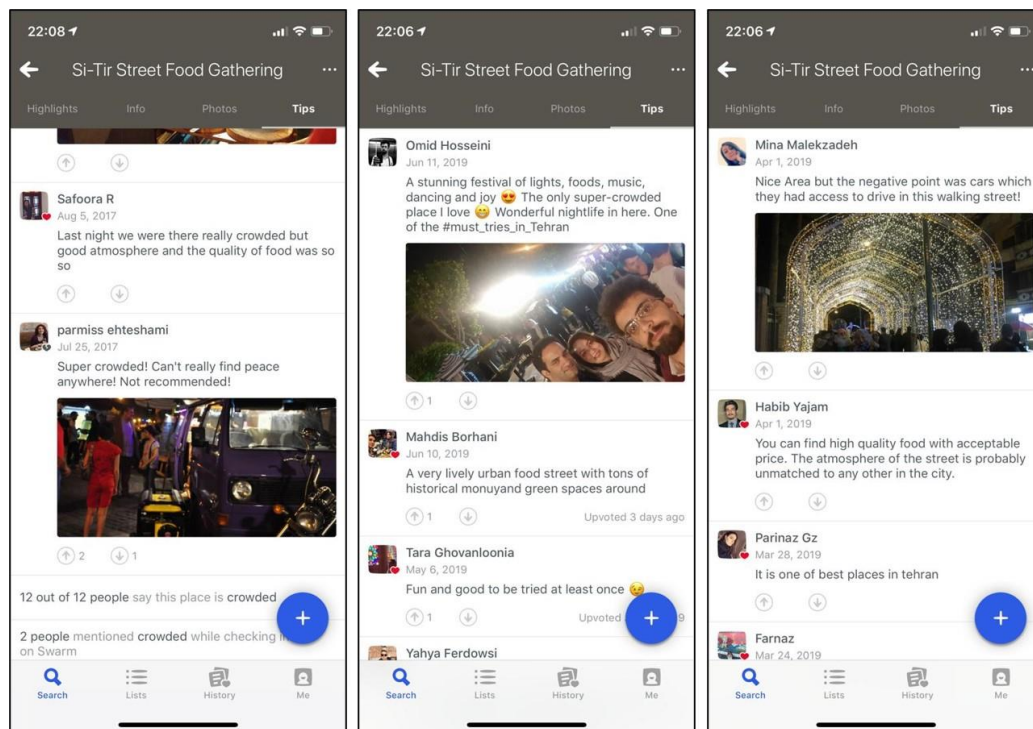 22:08
Si-Tir Street Food Gathering
Highlights Info Photos Tips
Safoora R
Aug 5, 2017
Last night we were there really crowded but
good atmosphere and the quality of food was so
so
parmiss ehteshami
Jul 25, 2017
Super crowded! Can't really find peace
anywhere! Not recommended!
2 1
12 out of 12 people say this place is crowded
2 people mentioned crowded while checking
on Swarm
Search Lists History Me
22:06
Si-Tir Street Food Gathering
Highlights Info Photos Tips
Omid Hosseini
Jun 11, 2019
A stunning festival of lights, foods, music,
dancing and joy 😍 The only super-crowded
place I love 😁 Wonderful nightlife in here. One
of the #must_tries_in_Tehran
1
Mahdis Borhani
Jun 10, 2019
A very lively urban food street with tons of
historical monuyand green spaces around
1 Upvoted 3 days ago
Tara Ghovanloonia
May 6, 2019
Fun and good to be tried at least once 😉
1 Upvoted 9
Yahya Ferdowsi
Search Lists History Me
22:06
Si-Tir Street Food Gathering
Highlights Info Photos Tips
Mina Malekzadeh
Apr 1, 2019
Nice Area but the negative point was cars which
they had access to drive in this walking street!
Habib Yajam
Apr 1, 2019
You can find high quality food with acceptable
price. The atmosphere of the street is probably
unmatched to any other in the city.
Parinaz Gz
Mar 28, 2019
It is one of best places in tehran
Farnaz
Mar 24, 2019
Search Lists History Me